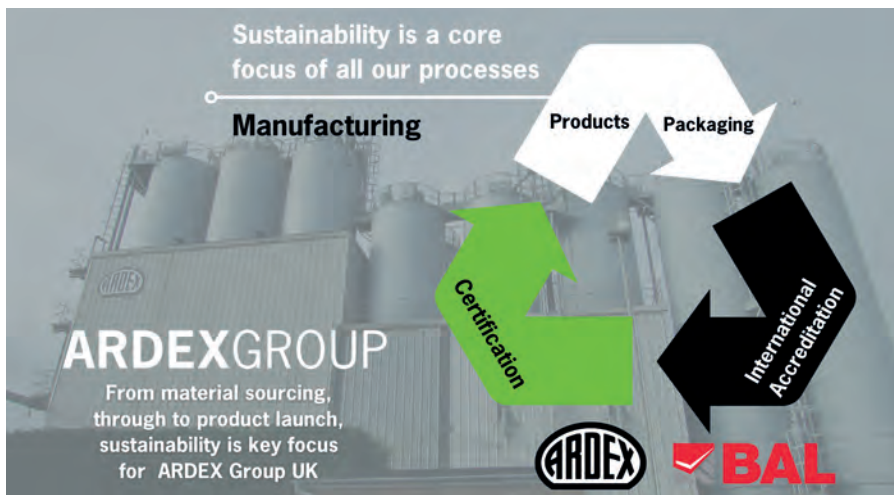 Sustainability is a core
focus of all our processes
Manufacturing
Products
Packaging
International
Accreditation
Certification
ARDEX
ARDEXGROUP
From material sourcing,
through to product launch,
sustainability is key focus
for ARDEX Group UK
ARDEX
BAL